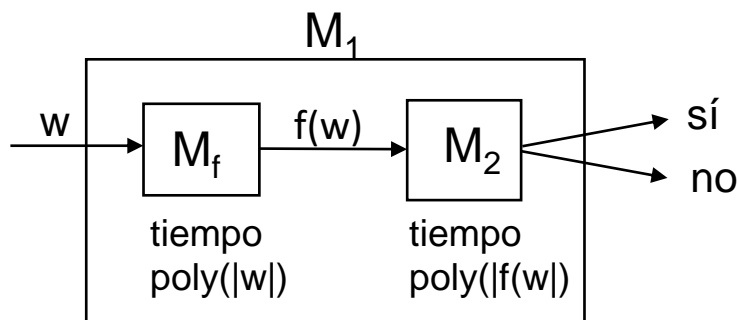 M1
w
Mf
f(w)
M2
sí
no
tiempo
poly(|w|)
tiempo
poly(|f(w|)